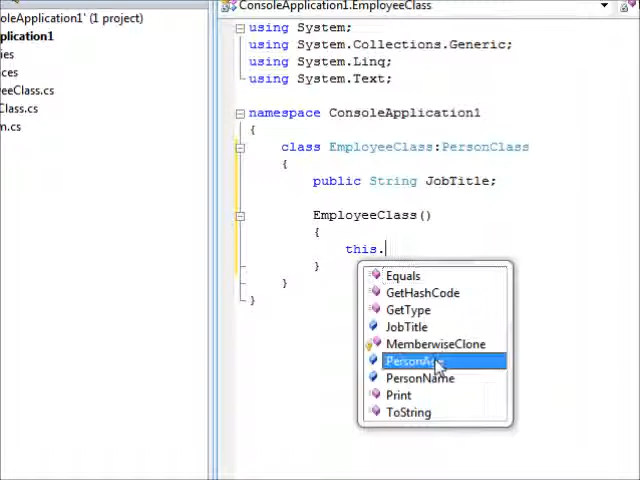 ConsoleApplication1.EmployeeClass
oleApplication1' (1 project)
plication1
ies
ces
eeClass.cs
Class.cs
m.cs
using System;
using System.Collections.Generic;
using System.Linq;
using System.Text;
namespace ConsoleApplication1
{
class EmployeeClass:PersonClass
{
public String JobTitle;
EmployeeClass()
{
this.
}
}
}
Equals
GetHashCode
GetType
JobTitle
MemberwiseClone
PersonAge
PersonName
Print
ToString